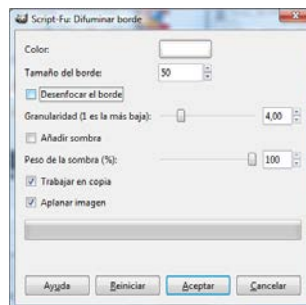 Script-Fu: Difuminar borde
Color:
Tamaño del borde: 50
Desenfocar el borde
Granularidad (1 es la más baja): 4,00
Añadir sombra
Peso de la sombra (%): 100
Trabajar en copia
Aplanar imagen
Ayuda Reiniciar Aceptar Cancelar